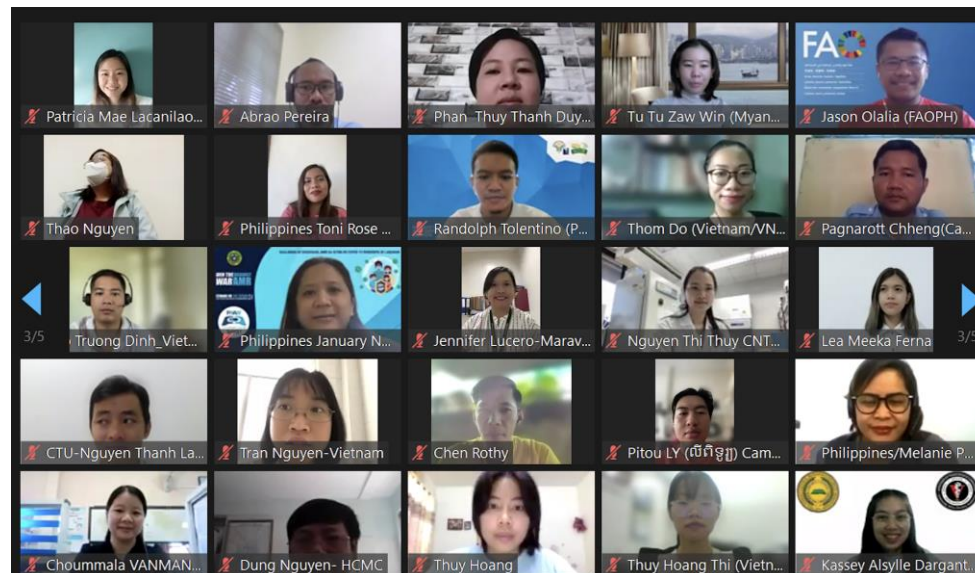 Patricia Mae Lacanilao...
Abrao Pereira
Phan Thuy Thanh Duy...
Tu Tu Zaw Win (Myan...
FAO
Jason Olalia (FAOPH)
Thao Nguyen
Philippines Toni Rose ...
Randolph Tolentino (P...
Thom Do (Vietnam/VN...
Pagnarott Chheng(Ca...
3/5
Truong Dinh_Viet...
WAR AMR
Philippines January N...
Jennifer Lucero-Marav...
Nguyen Thi Thuy CNT...
Lea Meeka Ferna
CTU-Nguyen Thanh La...
Tran Nguyen-Vietnam
Chen Rothy
Pitou LY (លី ពិទូ) Cam...
Philippines/Melanie P...
Choummala VANMAN...
Dung Nguyen- HCMC
Thuy Hoang
Thuy Hoang Thi (Vietn...
Kassey Alsylle Dargant...